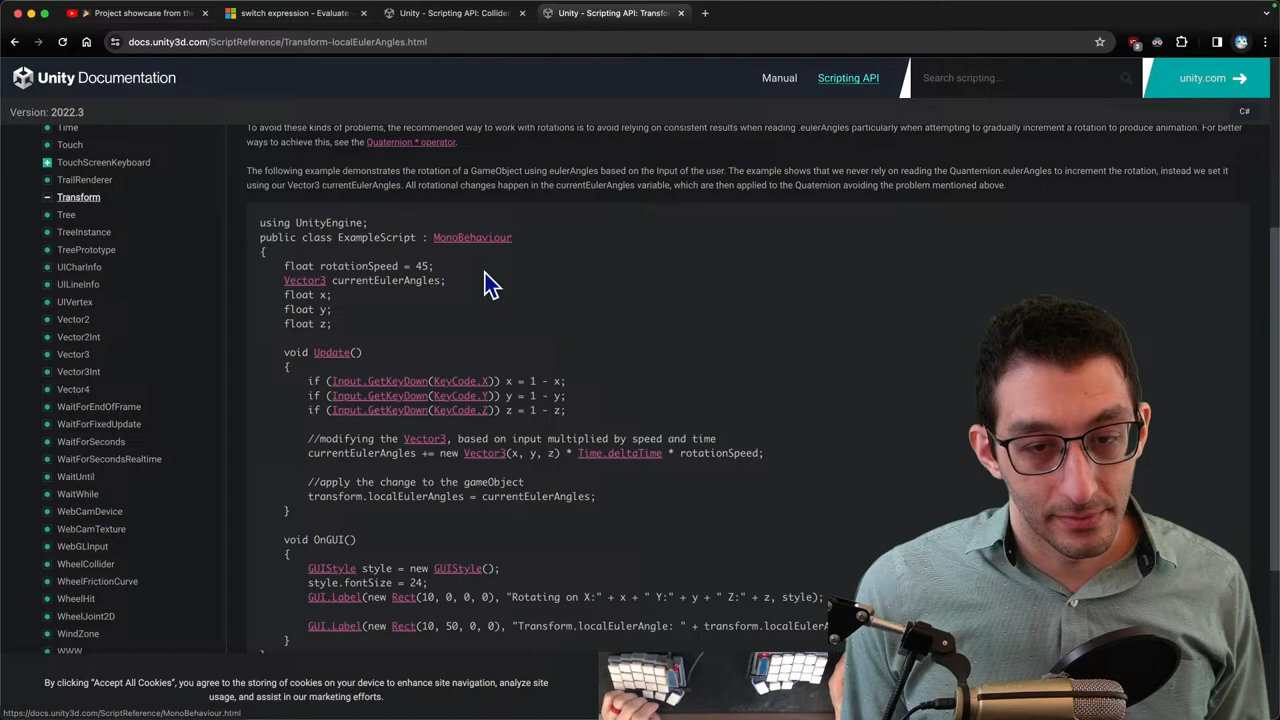 🎉 Project showcase from the
switch expression - Evaluate
Unity - Scripting API: Collider
Unity - Scripting API: Transfo
docs.unity3d.com/ScriptReference/Transform-localEulerAngles.html
3
Unity Documentation
Manual
Scripting API
Search scripting...
unity.com
Version: 2022.3
C#
Time
Touch
TouchScreenKeyboard
TrailRenderer
Transform
Tree
TreeInstance
TreePrototype
UICharInfo
UILineInfo
UIVertex
Vector2
Vector2Int
Vector3
Vector3Int
Vector4
WaitForEndOfFrame
WaitForFixedUpdate
WaitForSeconds
WaitForSecondsRealtime
WaitUntil
WaitWhile
WebCamDevice
WebCamTexture
WebGLInput
WheelCollider
WheelFrictionCurve
WheelHit
WheelJoint2D
WindZone
WWW
To avoid these kinds of problems, the recommended way to work with rotations is to avoid relying on consistent results when reading .eulerAngles particularly when attempting to gradually increment a rotation to produce animation. For better
ways to achieve this, see the Quaternion * operator.
The following example demonstrates the rotation of a GameObject using eulerAngles based on the Input of the user. The example shows that we never rely on reading the Quanternion.eulerAngles to increment the rotation, instead we set it
using our Vector3 currentEulerAngles. All rotational changes happen in the currentEulerAngles variable, which are then applied to the Quaternion avoiding the problem mentioned above.
using UnityEngine;
public class ExampleScript : MonoBehaviour
{
float rotationSpeed = 45;
Vector3 currentEulerAngles;
float x;
float y;
float z;
void Update()
{
if (Input.GetKeyDown(KeyCode.X)) x = 1 - x;
if (Input.GetKeyDown(KeyCode.Y)) y = 1 - y;
if (Input.GetKeyDown(KeyCode.Z)) z = 1 - z;
//modifying the Vector3, based on input multiplied by speed and time
currentEulerAngles += new Vector3(x, y, z) * Time.deltaTime * rotationSpeed;
//apply the change to the gameObject
transform.localEulerAngles = currentEulerAngles;
}
void OnGUI()
{
GUIStyle style = new GUIStyle();
style.fontSize = 24;
GUI.Label(new Rect(10, 0, 0, 0), "Rotating on X:" + x + " Y:" + y + " Z:" + z, style);
GUI.Label(new Rect(10, 50, 0, 0), "Transform.localEulerAngle: " + transform.localEulerA
}
By clicking “Accept All Cookies”, you agree to the storing of cookies on your device to enhance site navigation, analyze site
usage, and assist in our marketing efforts.
https://docs.unity3d.com/ScriptReference/MonoBehaviour.html